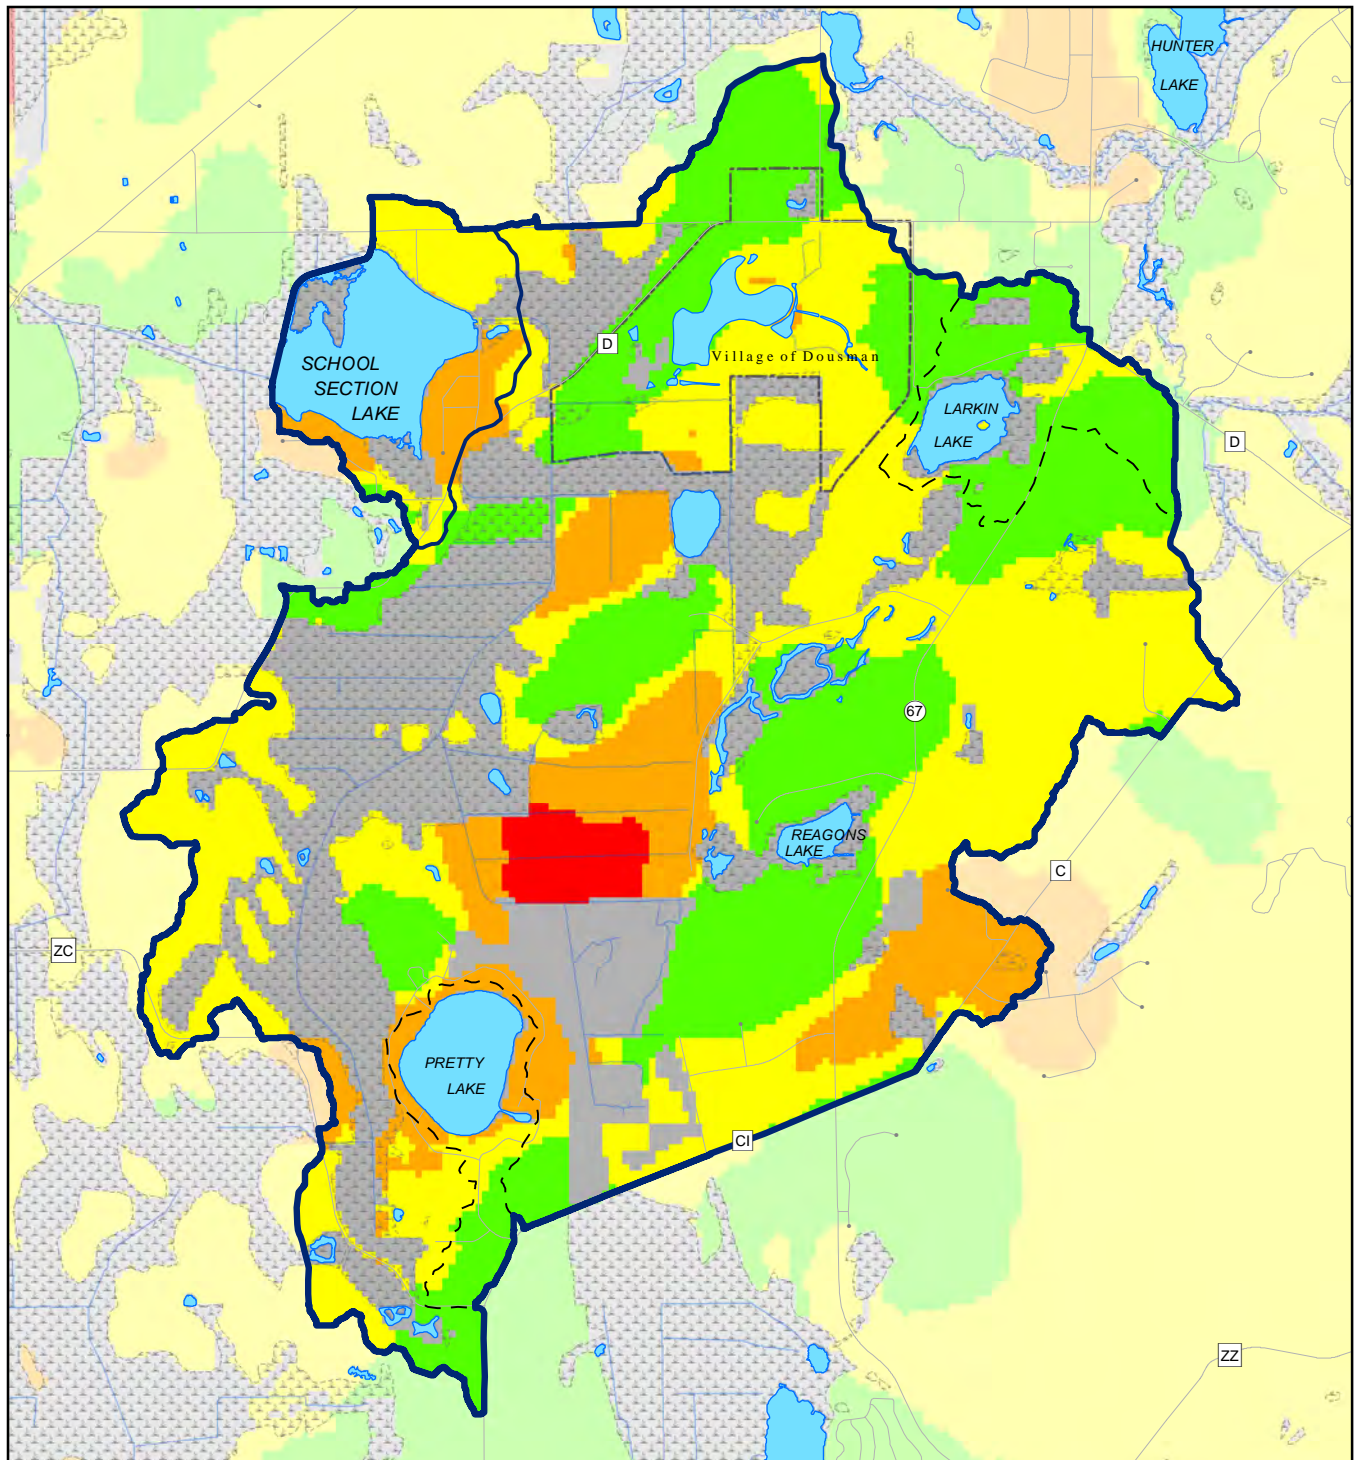 HUNTER
LAKE
D
SCHOOL
SECTION
LAKE
Village of Dousman
LARKIN
LAKE
D
67
REAGONS
LAKE
C
ZC
PRETTY
LAKE
CI
ZZ